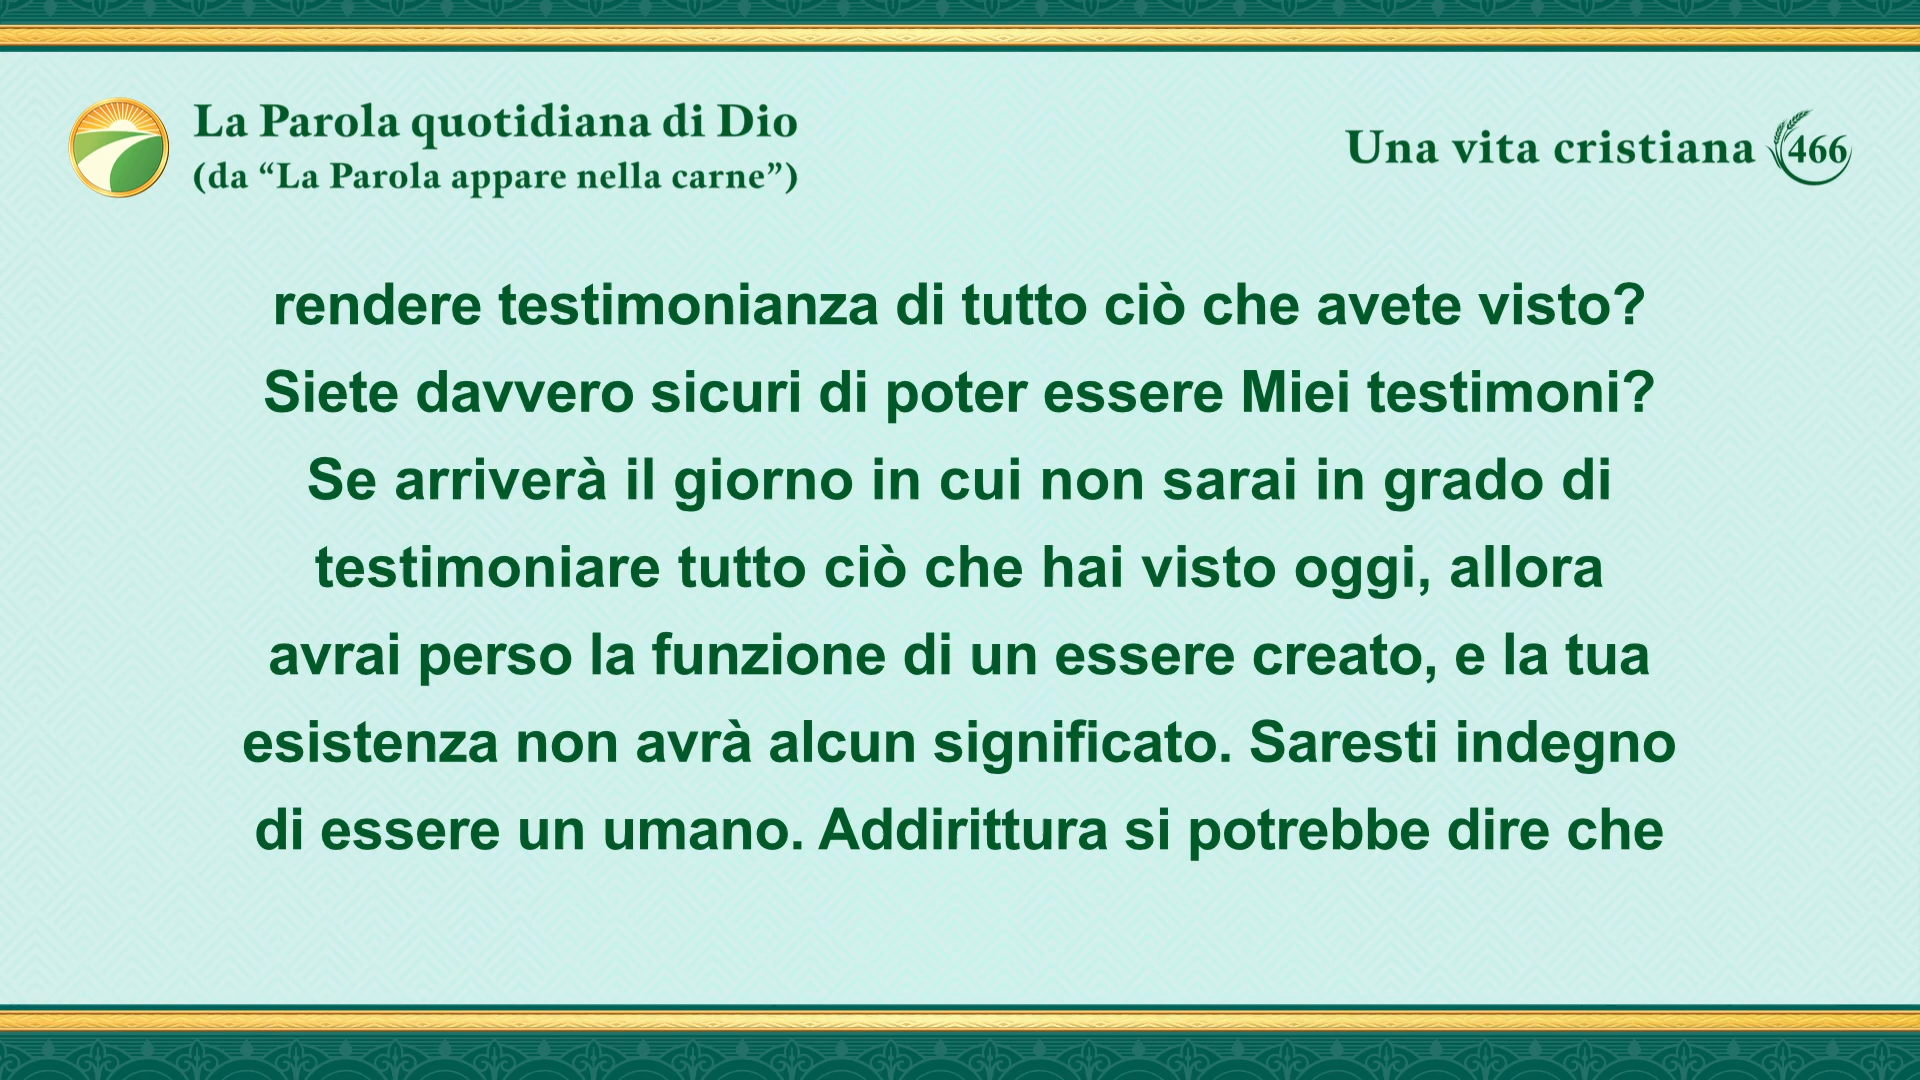 La Parola quotidiana di Dio
(da “La Parola appare nella carne”)
Una vita cristiana 466
rendere testimonianza di tutto ciò che avete visto?
Siete davvero sicuri di poter essere Miei testimoni?
Se arriverà il giorno in cui non sarai in grado di
testimoniare tutto ciò che hai visto oggi, allora
avrai perso la funzione di un essere creato, e la tua
esistenza non avrà alcun significato. Saresti indegno
di essere un umano. Addirittura si potrebbe dire che